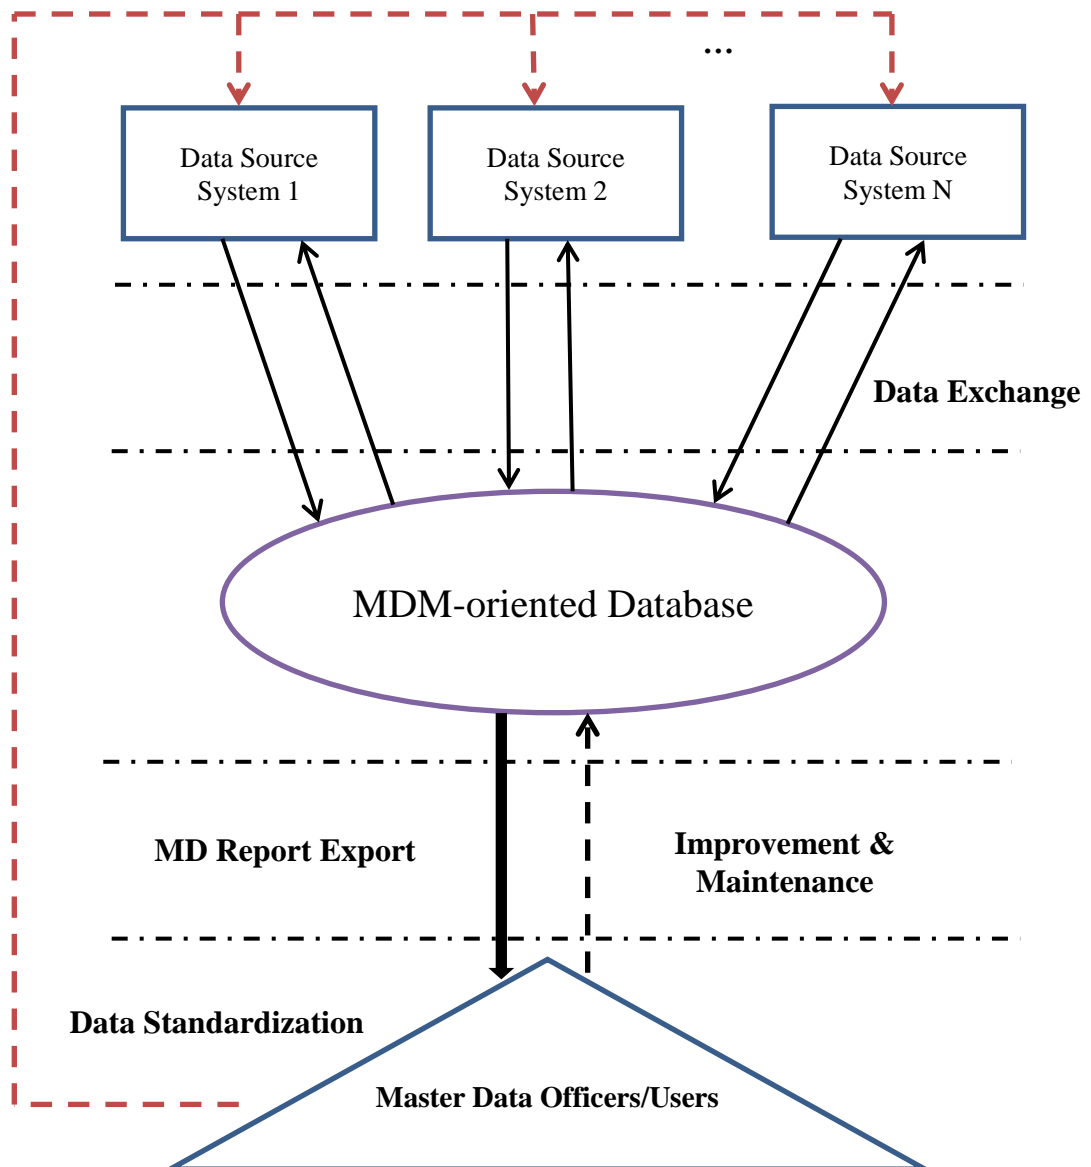 ...
Data Source
System 1
Data Source
System 2
Data Source
System N
Data Exchange
MDM-oriented Database
MD Report Export
Improvement &
Maintenance
Data Standardization
Master Data Officers/Users